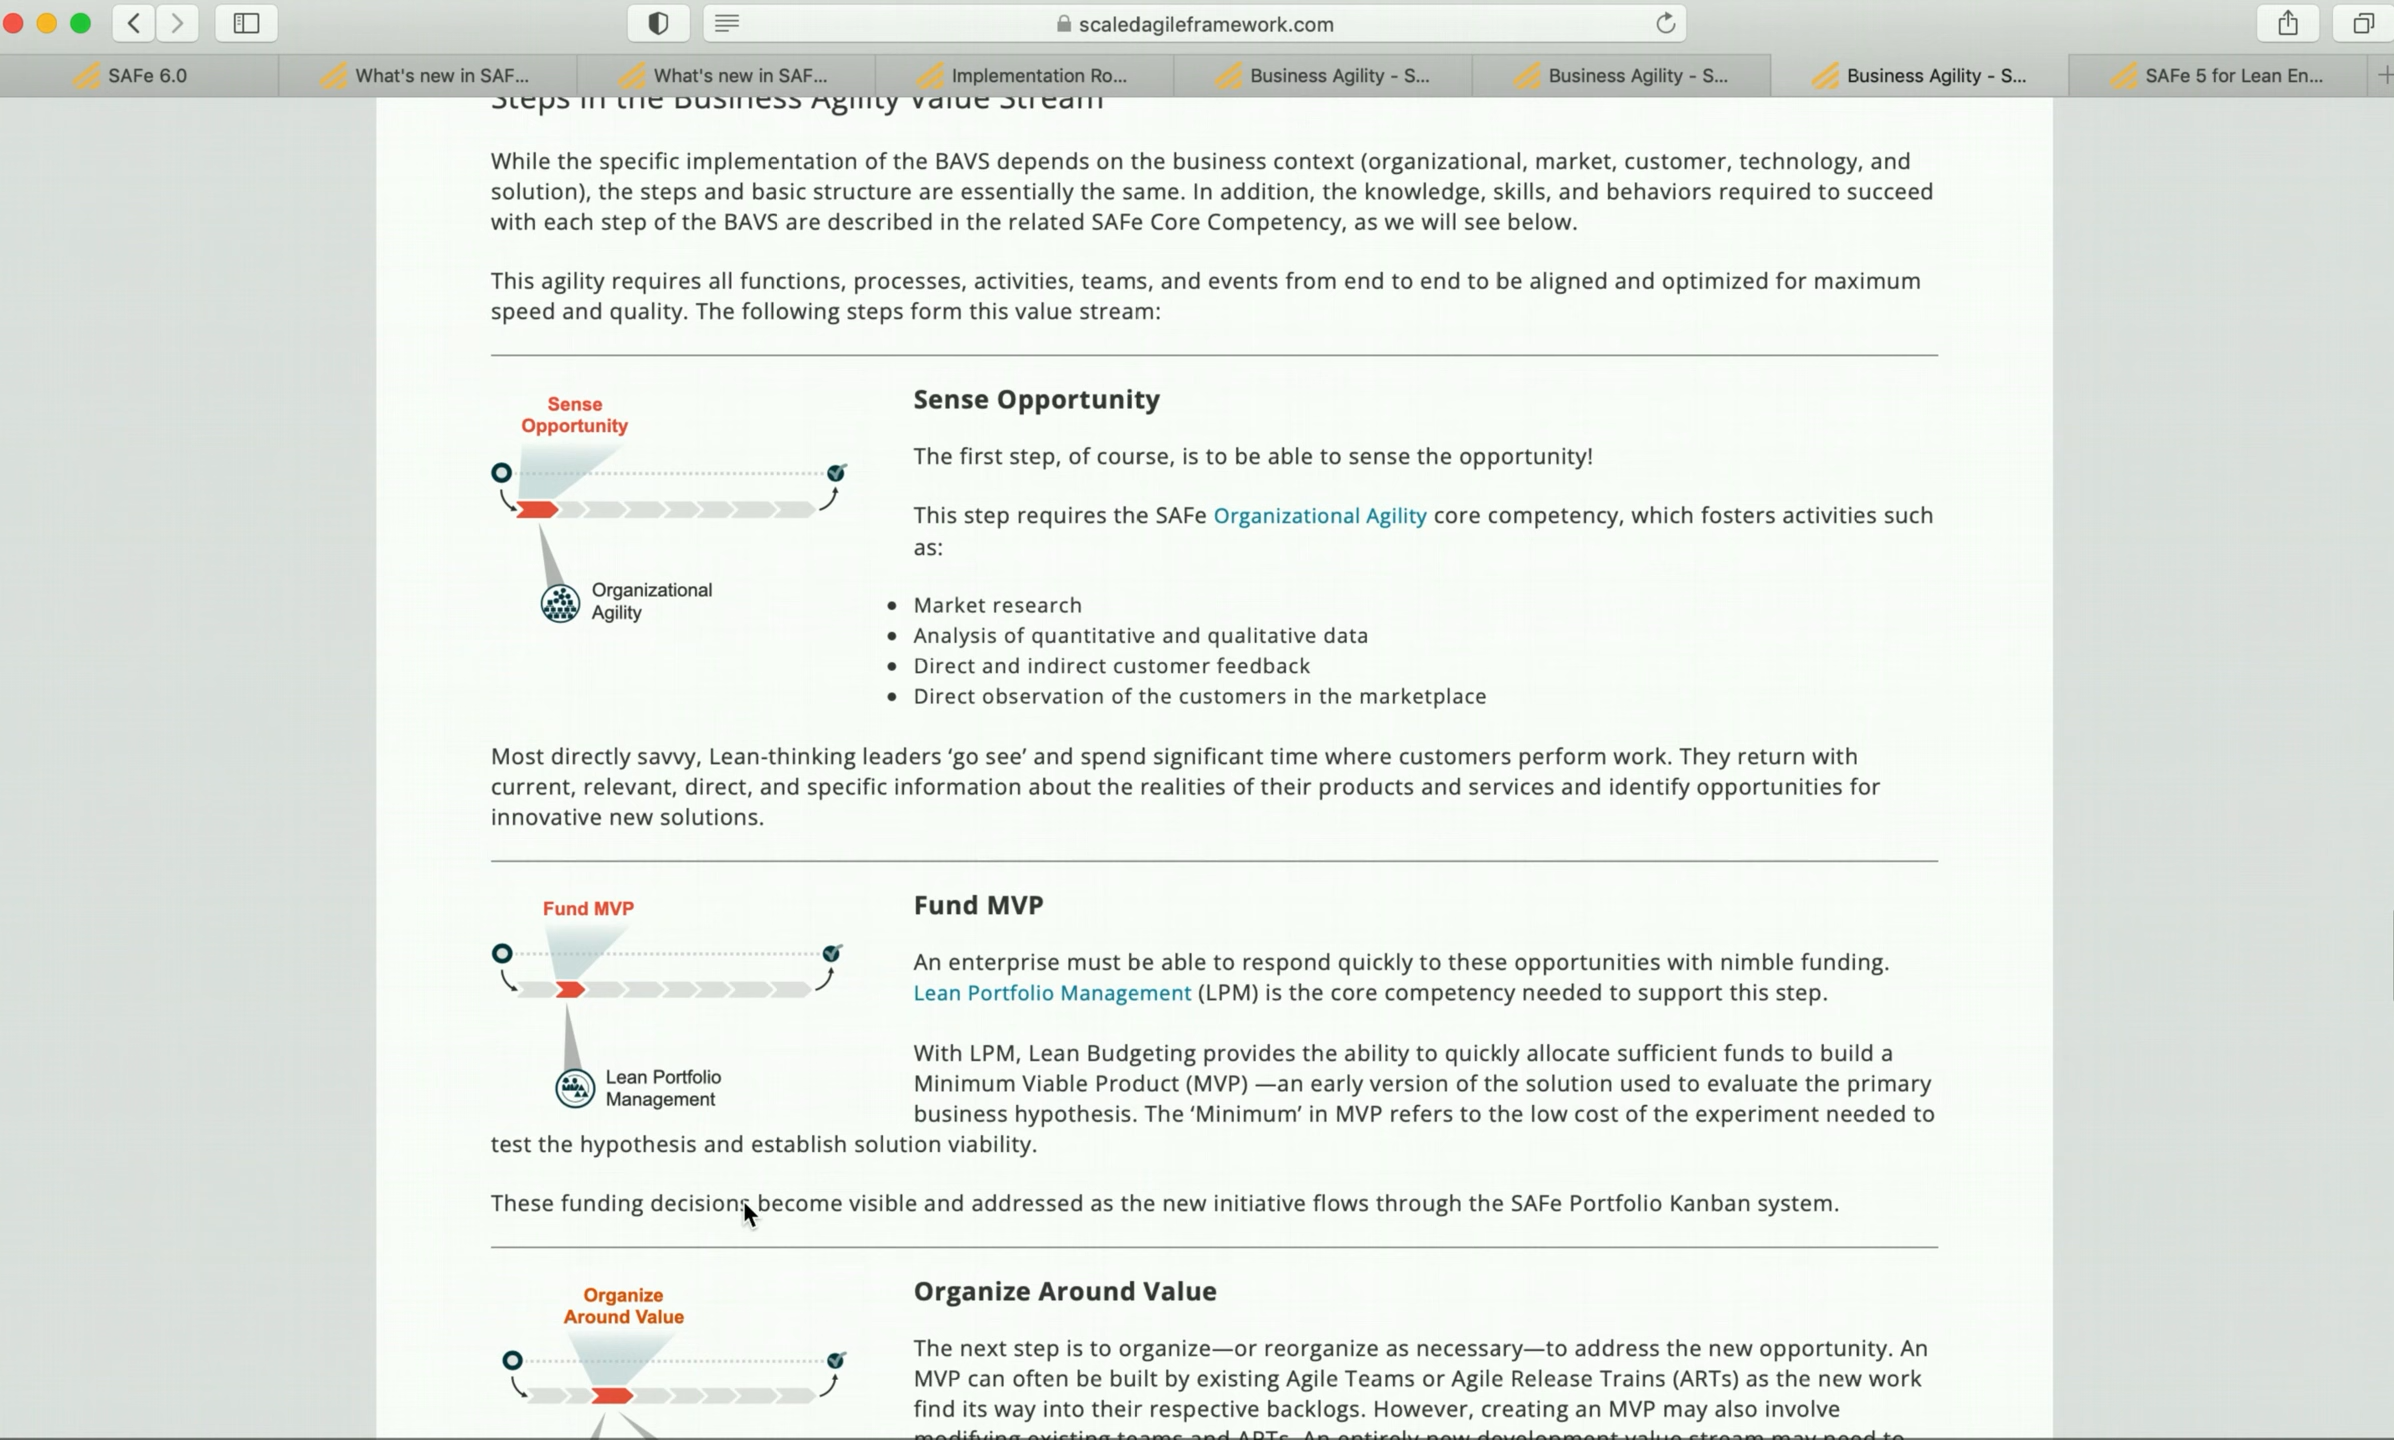 scaledagileframework.com
SAFe 6.0
What's new in SAF...
What's new in SAF...
Implementation Ro...
Business Agility - S...
Business Agility - S...
Business Agility - S...
SAFe 5 for Lean En...
Steps in the Business Agility Value Stream
While the specific implementation of the BAVS depends on the business context (organizational, market, customer, technology, and
solution), the steps and basic structure are essentially the same. In addition, the knowledge, skills, and behaviors required to succeed
with each step of the BAVS are described in the related SAFe Core Competency, as we will see below.
This agility requires all functions, processes, activities, teams, and events from end to end to be aligned and optimized for maximum
speed and quality. The following steps form this value stream:
Sense
Opportunity
Organizational
Agility
Sense Opportunity
The first step, of course, is to be able to sense the opportunity!
This step requires the SAFe Organizational Agility core competency, which fosters activities such
as:
• Market research
• Analysis of quantitative and qualitative data
• Direct and indirect customer feedback
• Direct observation of the customers in the marketplace
Most directly savvy, Lean-thinking leaders ‘go see’ and spend significant time where customers perform work. They return with
current, relevant, direct, and specific information about the realities of their products and services and identify opportunities for
innovative new solutions.
Fund MVP
Lean Portfolio
Management
Fund MVP
An enterprise must be able to respond quickly to these opportunities with nimble funding.
Lean Portfolio Management (LPM) is the core competency needed to support this step.
With LPM, Lean Budgeting provides the ability to quickly allocate sufficient funds to build a
Minimum Viable Product (MVP) —an early version of the solution used to evaluate the primary
business hypothesis. The ‘Minimum’ in MVP refers to the low cost of the experiment needed to
test the hypothesis and establish solution viability.
These funding decisions become visible and addressed as the new initiative flows through the SAFe Portfolio Kanban system.
Organize
Around Value
Organize Around Value
The next step is to organize—or reorganize as necessary—to address the new opportunity. An
MVP can often be built by existing Agile Teams or Agile Release Trains (ARTs) as the new work
find its way into their respective backlogs. However, creating an MVP may also involve
modifying existing teams and ARTs. An entirely new development value stream may need to